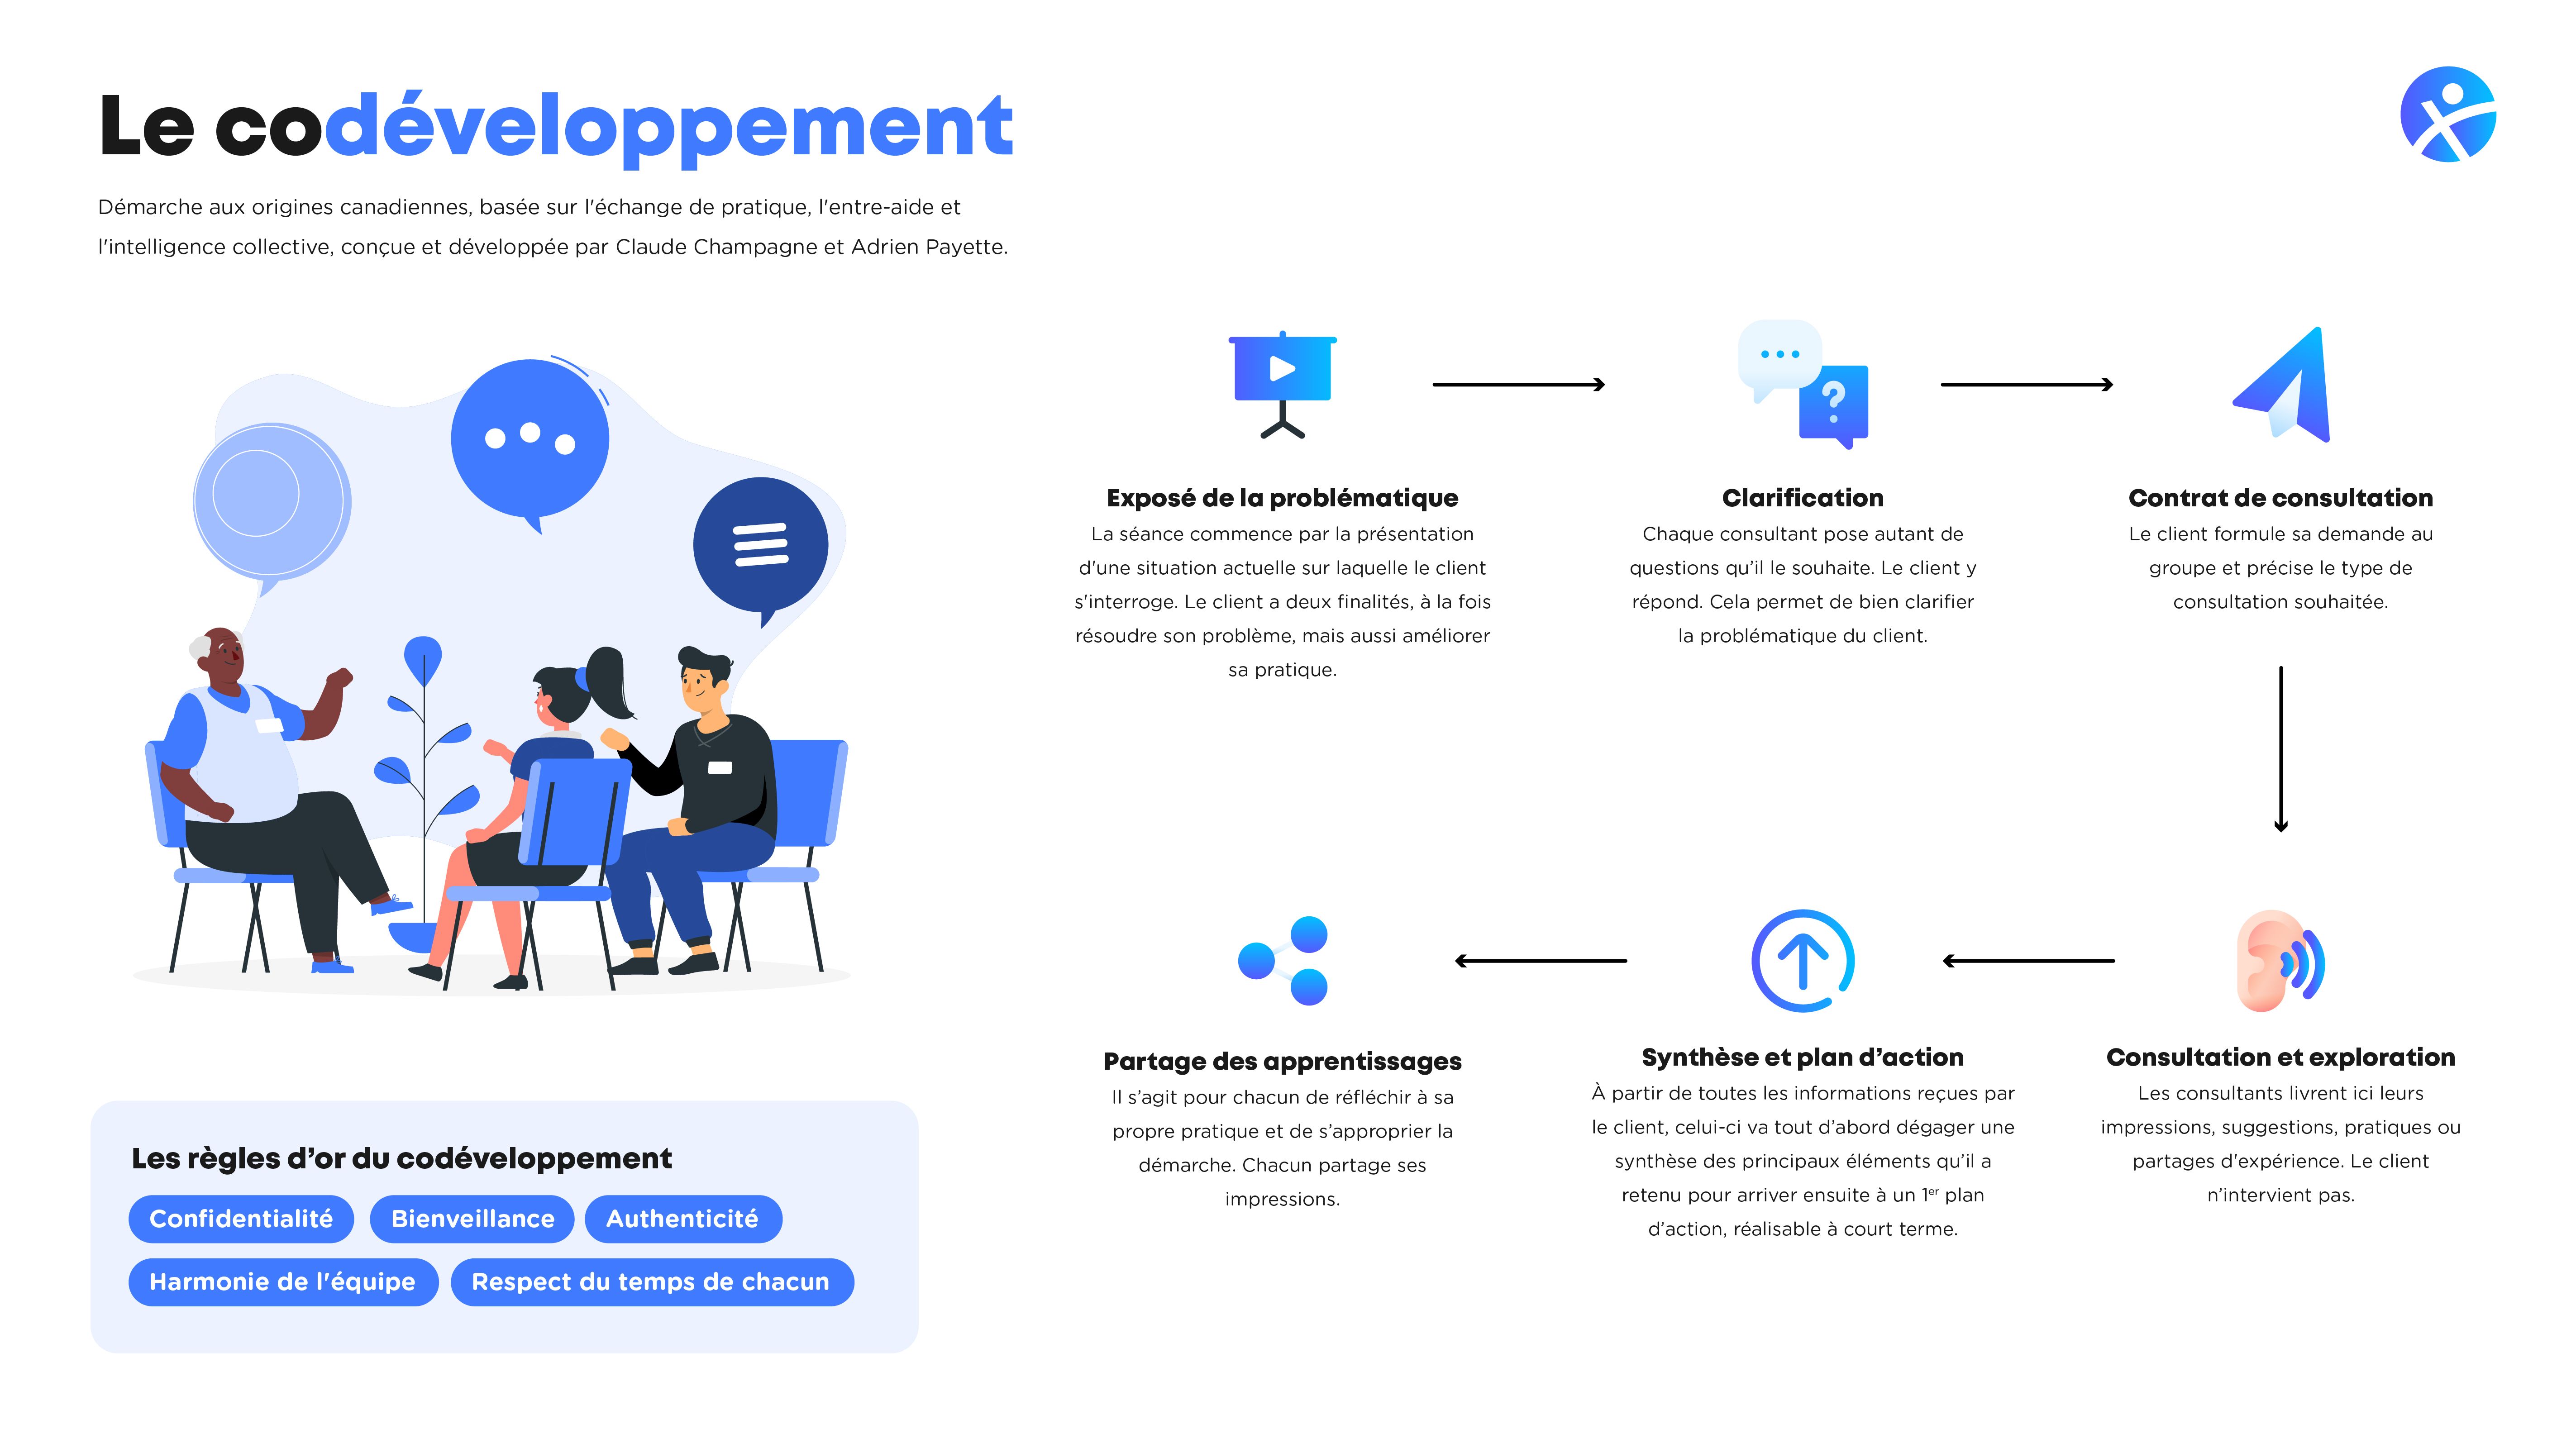 Le codéveloppement
Démarche aux origines canadiennes, basée sur l'échange de pratique, l'entre-aide et
l'intelligence collective, conçue et développée par Claude Champagne et Adrien Payette.
Exposé de la problématique
La séance commence par la présentation
d'une situation actuelle sur laquelle le client
s'interroge. Le client a deux finalités, à la fois
résoudre son problème, mais aussi améliorer
sa pratique.
Clarification
Chaque consultant pose autant de
questions qu’il le souhaite. Le client y
répond. Cela permet de bien clarifier
la problématique du client.
Contrat de consultation
Le client formule sa demande au
groupe et précise le type de
consultation souhaitée.
Consultation et exploration
Les consultants livrent ici leurs
impressions, suggestions, pratiques ou
partages d'expérience. Le client
n’intervient pas.
Synthèse et plan d’action
À partir de toutes les informations reçues par
le client, celui-ci va tout d’abord dégager une
synthèse des principaux éléments qu’il a
retenu pour arriver ensuite à un 1er plan
d’action, réalisable à court terme.
Partage des apprentissages
Il s’agit pour chacun de réfléchir à sa
propre pratique et de s’approprier la
démarche. Chacun partage ses
impressions.
Les règles d’or du codéveloppement
Confidentialité Bienveillance Authenticité
Harmonie de l'équipe Respect du temps de chacun